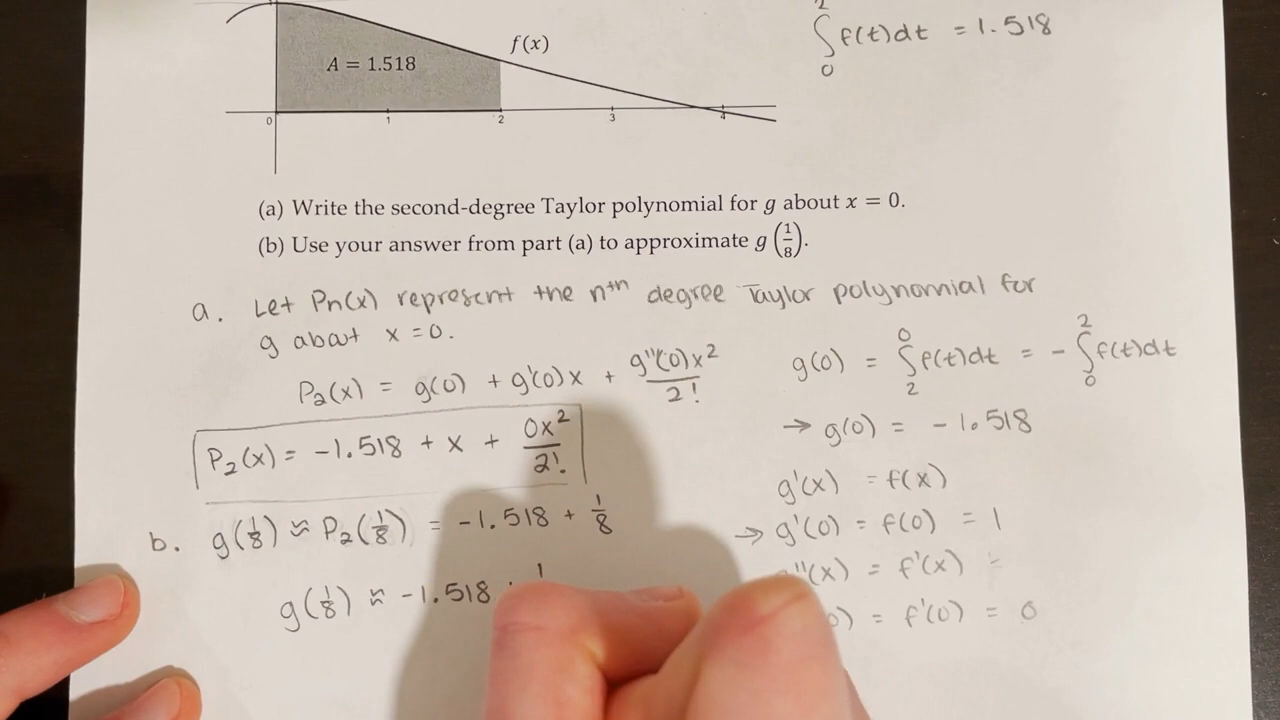 ∫₀² f(t)dt = 1.518
f(x)
A = 1.518
0 1 2 3 4
(a) Write the second-degree Taylor polynomial for g about x = 0.
(b) Use your answer from part (a) to approximate g (1/8).
a. Let Pn(x) represent the nth degree Taylor polynomial for
g about x = 0.
P₂(x) = g(0) + g'(0)x + g''(0)x²/2!
P₂(x) = -1.518 + x + 0x²/2!
b. g(1/8) ≈ P₂(1/8) = -1.518 + 1/8
g(1/8) ≈ -1.518
g(0) = ∫₂⁰ f(t)dt = - ∫₀² f(t)dt
→ g(0) = -1.518
g'(x) = f(x)
→ g'(0) = f(0) = 1
''(x) = f'(x)
0) = f'(0) = 0